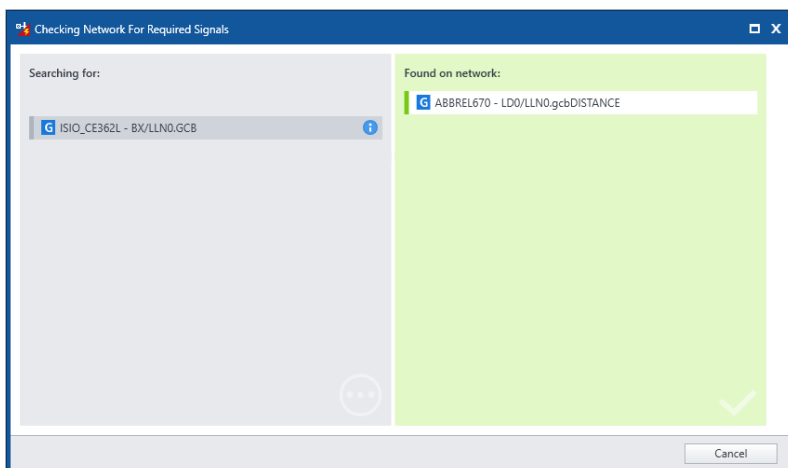 Checking Network For Required Signals
Searching for:
G ISIO_CE362L - BX/LLN0.GCB
Found on network:
G ABBREL670 - LD0/LLN0.gcbDISTANCE
Cancel